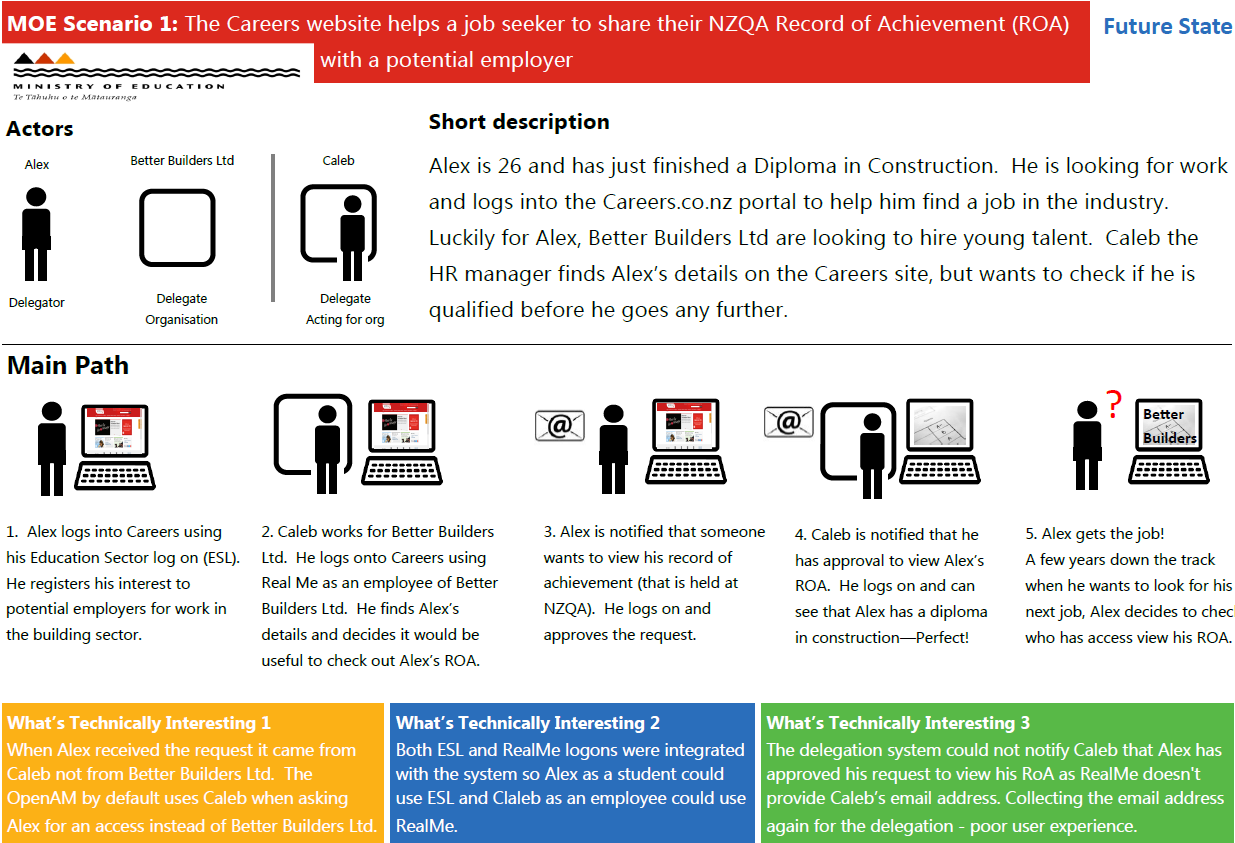 MOE Scenario 1: The Careers website helps a job seeker to share their NZQA Record of Achievement (ROA)
with a potential employer
Future State
MINISTRY OF EDUCATION
Te Tāhuhu o te Mātauranga
Actors
Alex
Better Builders Ltd
Caleb
Delegator
Delegate
Organisation
Delegate
Acting for org
Short description
Alex is 26 and has just finished a Diploma in Construction.  He is looking for work
and logs into the Careers.co.nz portal to help him find a job in the industry.
Luckily for Alex, Better Builders Ltd are looking to hire young talent.  Caleb the
HR manager finds Alex’s details on the Careers site, but wants to check if he is
qualified before he goes any further.
Main Path
@
@
?
Better
Builders
1.  Alex logs into Careers using
his Education Sector log on (ESL).
He registers his interest to
potential employers for work in
the building sector.
2. Caleb works for Better Builders
Ltd.  He logs onto Careers using
Real Me as an employee of Better
Builders Ltd.  He finds Alex’s
details and decides it would be
useful to check out Alex’s ROA.
3. Alex is notified that someone
wants to view his record of
achievement (that is held at
NZQA).  He logs on and
approves the request.
4. Caleb is notified that he
has approval to view Alex’s
ROA.  He logs on and can
see that Alex has a diploma
in construction—Perfect!
5. Alex gets the job!
A few years down the track
when he wants to look for his
next job, Alex decides to chec
who has access view his ROA.
What’s Technically Interesting 1
When Alex received the request it came from
Caleb not from Better Builders Ltd.  The
OpenAM by default uses Caleb when asking
Alex for an access instead of Better Builders Ltd.
What’s Technically Interesting 2
Both ESL and RealMe logons were integrated
with the system so Alex as a student could
use ESL and Claleb as an employee could use
RealMe.
What’s Technically Interesting 3
The delegation system could not notify Caleb that Alex has
approved his request to view his RoA as RealMe doesn't
provide Caleb’s email address. Collecting the email address
again for the delegation - poor user experience.